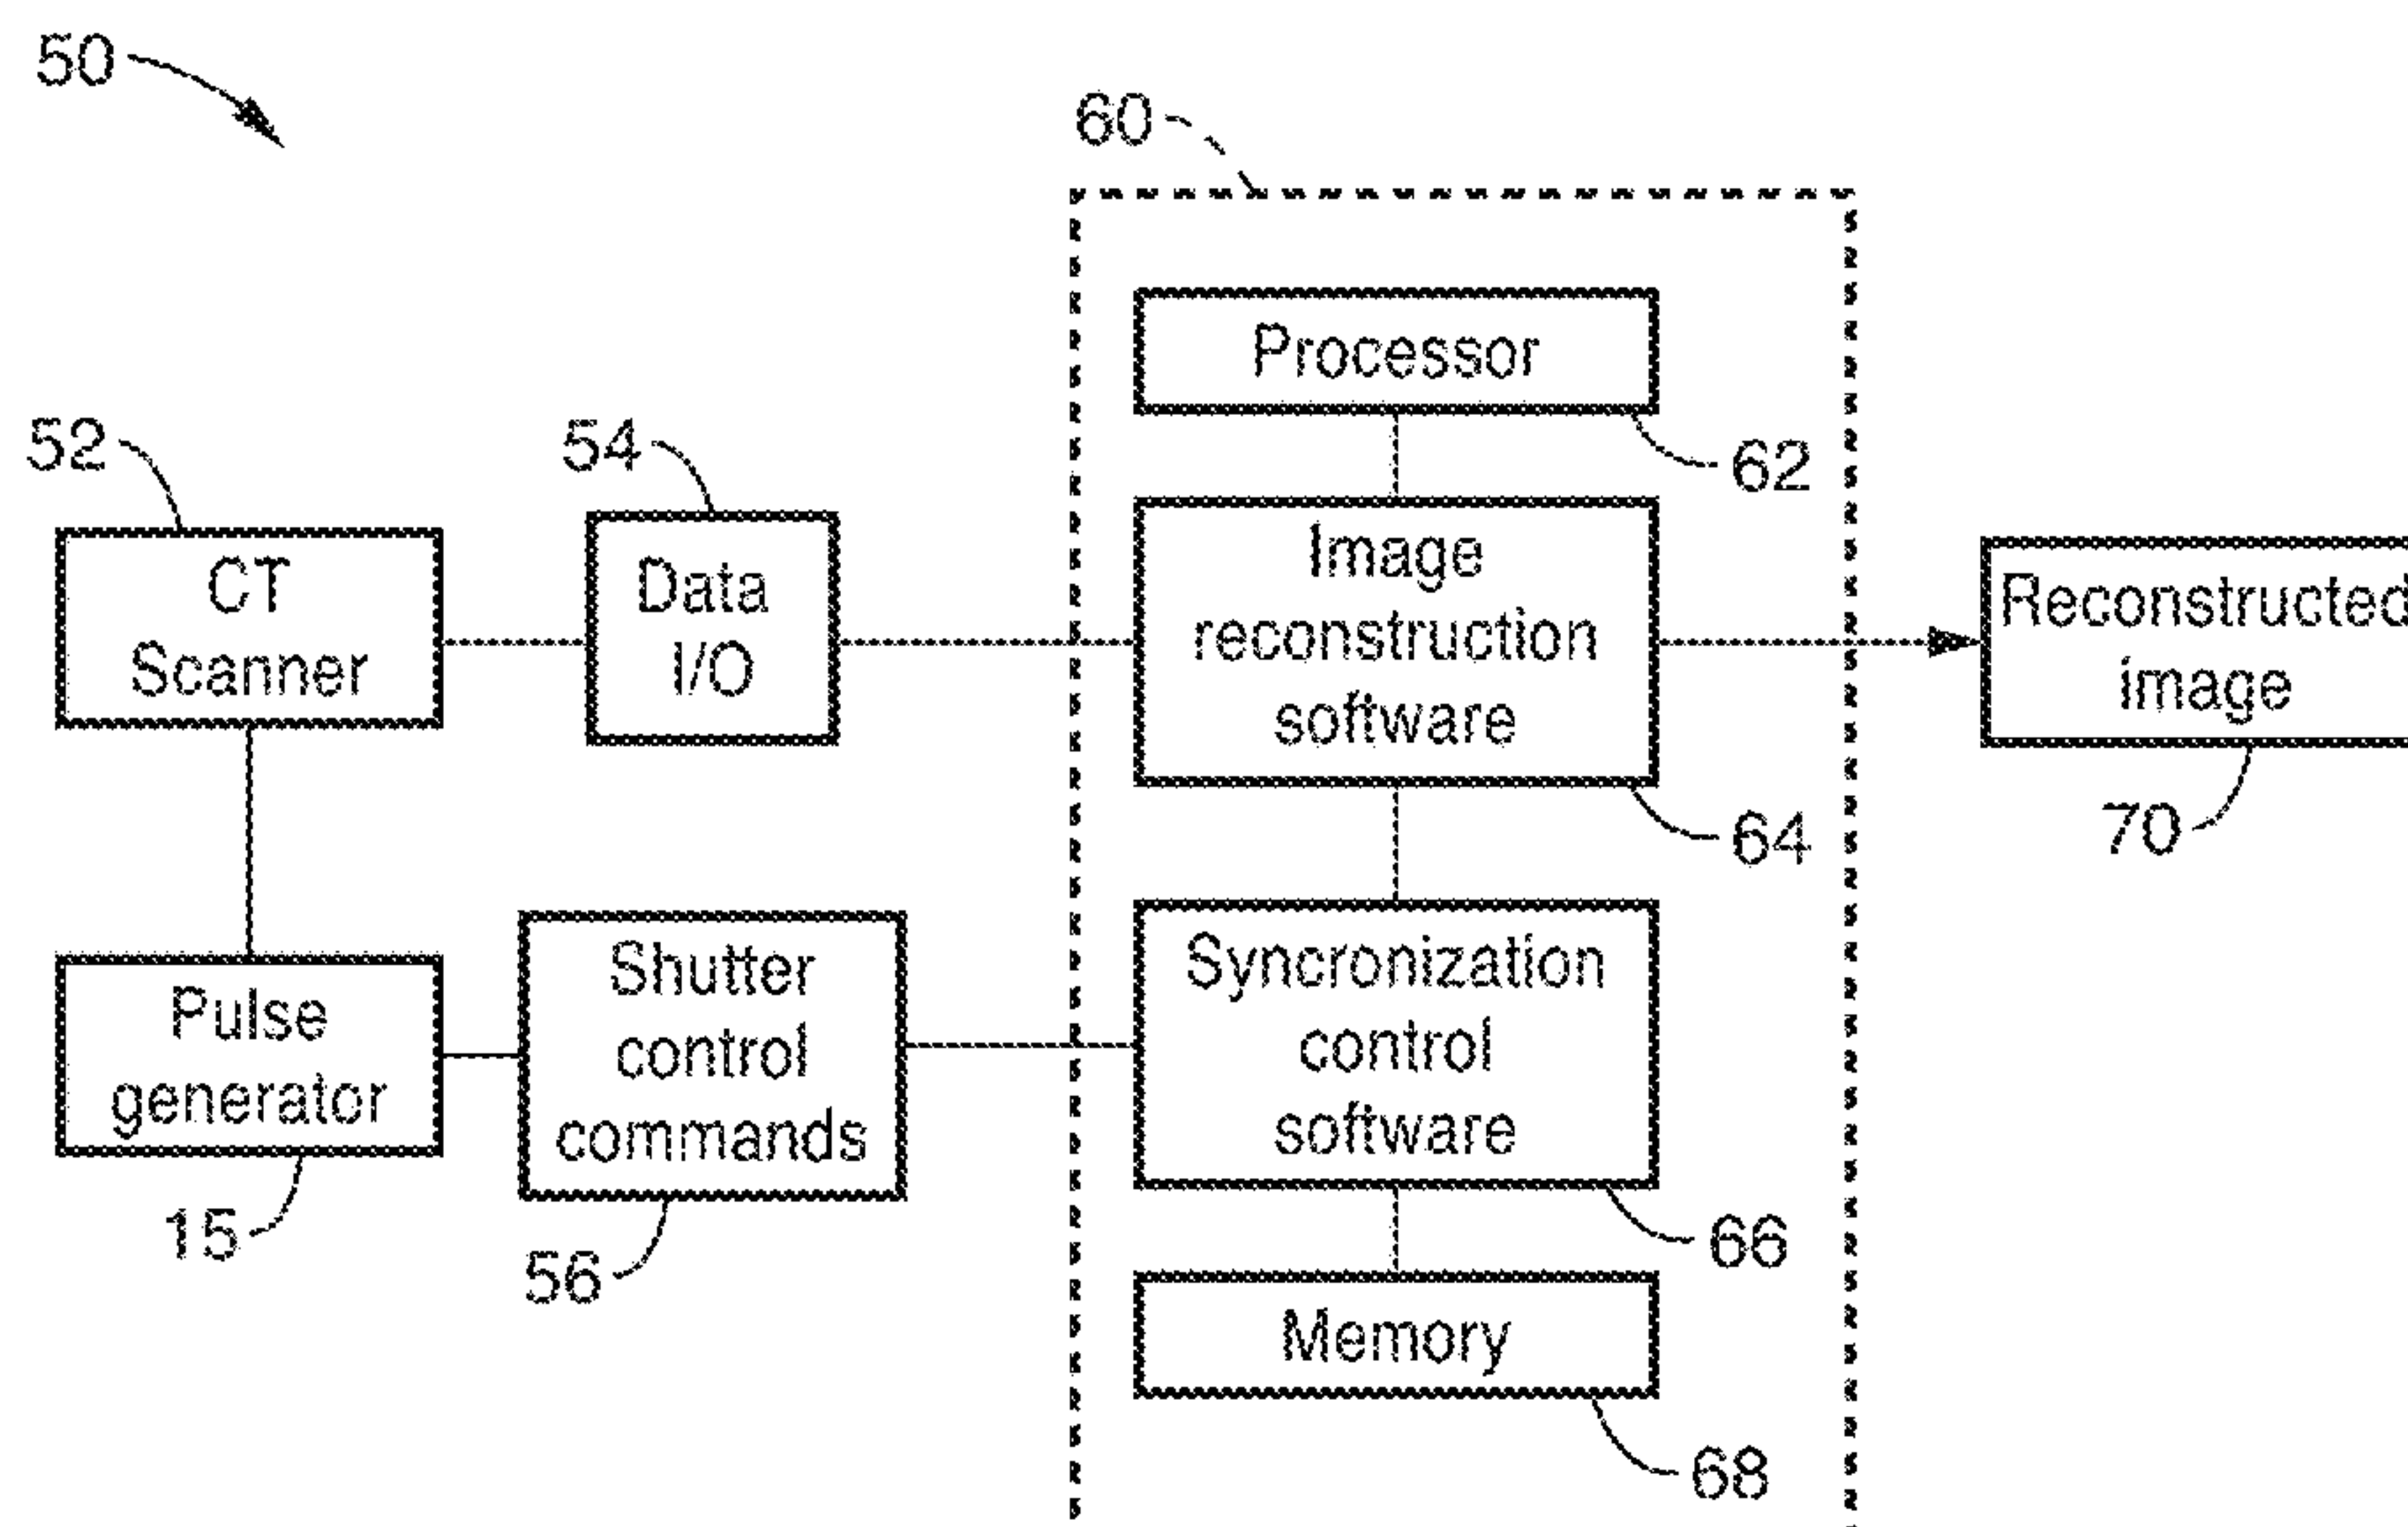 50
60
Processor
62
52
54
CT
Scanner
Data
I/O
Image
reconstruction
software
64
Reconstructed
image
70
Pulse
generator
15
Shutter
control
commands
56
Syncronization
control
software
66
Memory
68